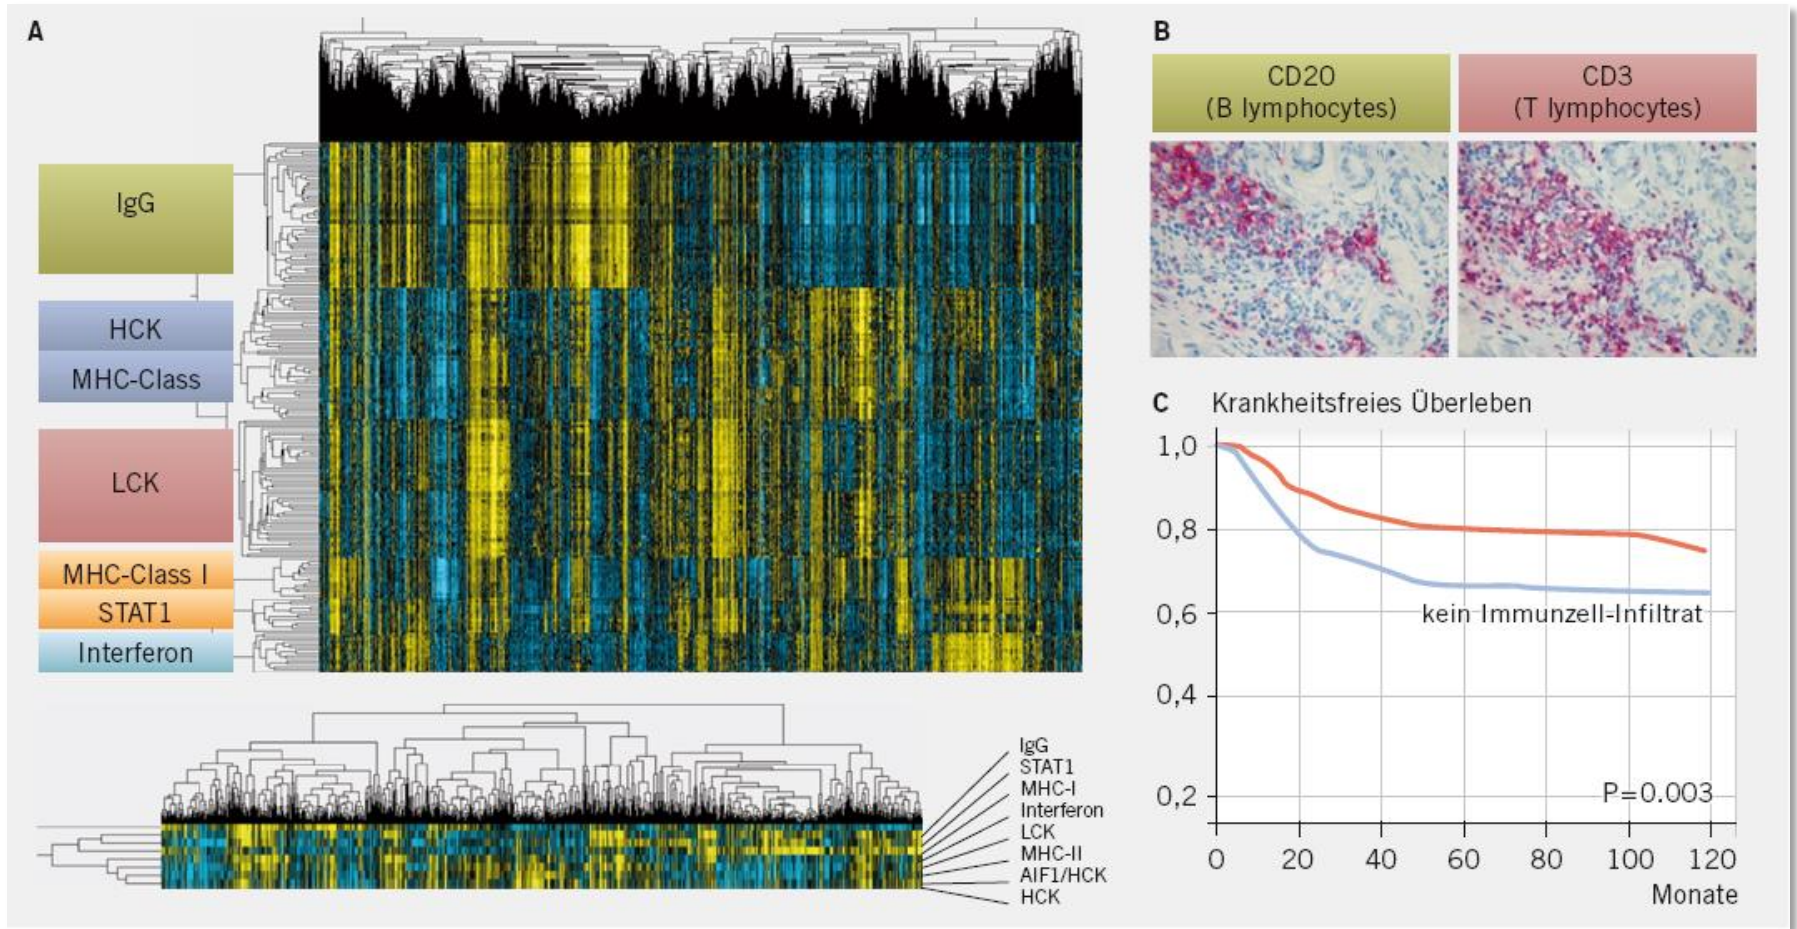 A
IgG
HCK
MHC-Class
LCK
MHC-Class I
STAT1
Interferon
IgG
STAT1
MHC-I
Interferon
LCK
MHC-II
AIF1/HCK
HCK
B
CD20
(B lymphocytes)
CD3
(T lymphocytes)
C Krankheitsfreies Überleben
1,0
0,8
0,6
0,4
0,2
kein Immunzell-Infiltrat
P=0.003
0 20 40 60 80 100 120
Monate